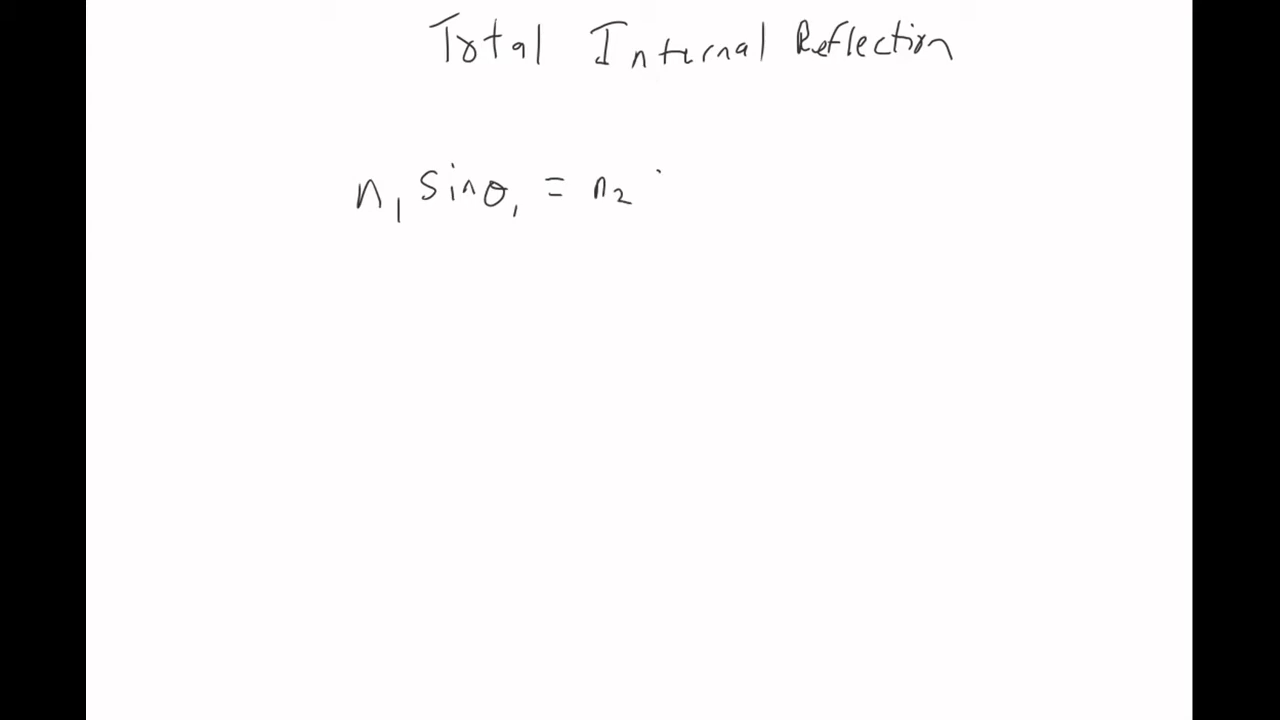 Total Internal Reflection
n₁ sinθ₁ = n₂